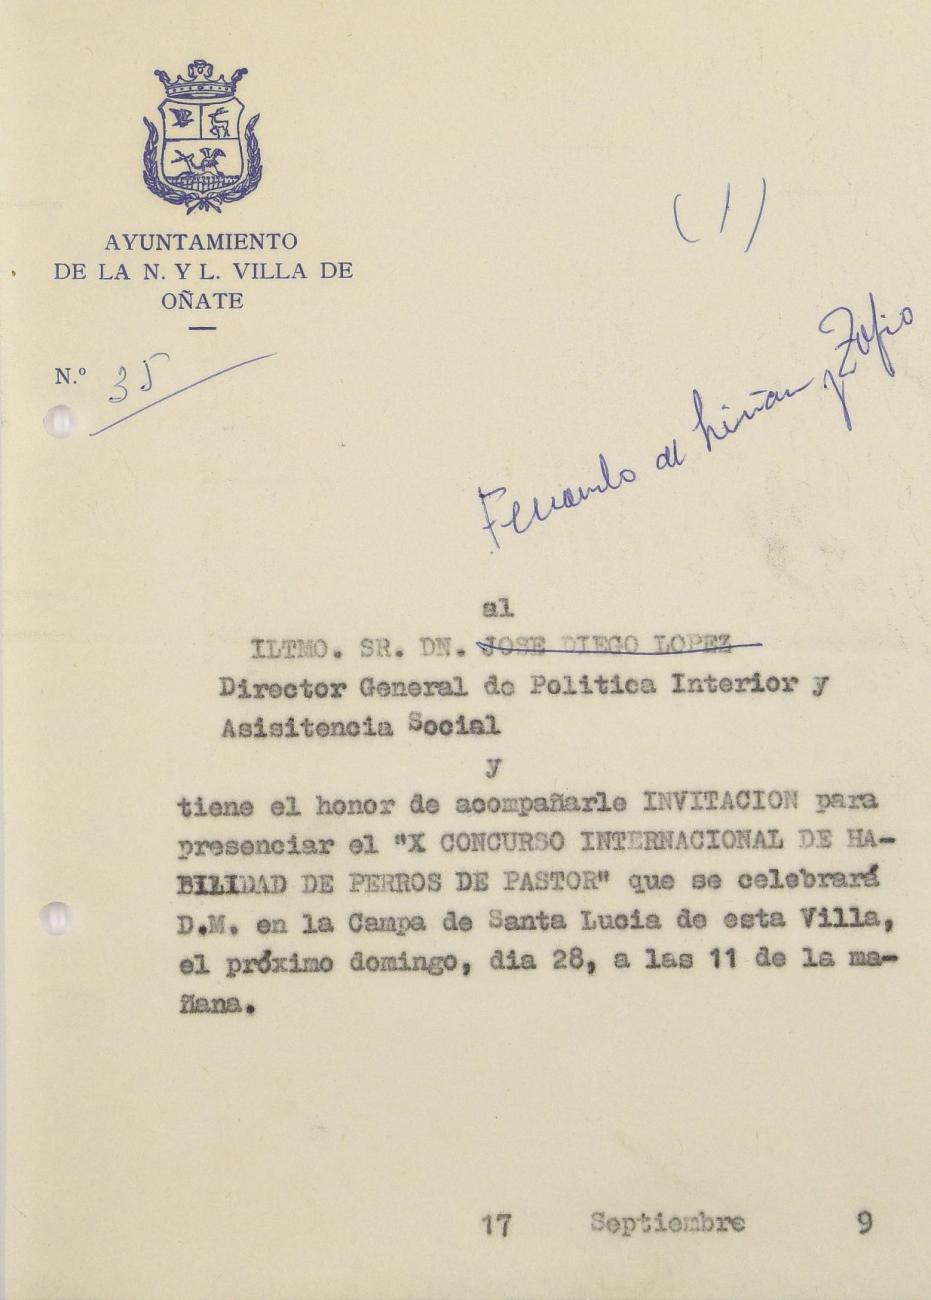 AYUNTAMIENTO
DE LA N. Y L. VILLA DE
OÑATE
N.º 35
(1)
Fernando de Liñan y Zofio
al
ILTMO. SR. DN. JOSE DIEGO LOPEZ
Director General de Politica Interior y
Asisitencia Social
y
tiene el honor de acompañarle INVITACION para
presenciar el "X CONCURSO INTERNACIONAL DE HA-
BILIDAD DE PERROS DE PASTOR" que se celebrará
D.M. en la Campa de Santa Lucia de esta Villa,
el próximo domingo, dia 28, a las 11 de la ma-
ñana.
17 Septiembre 9